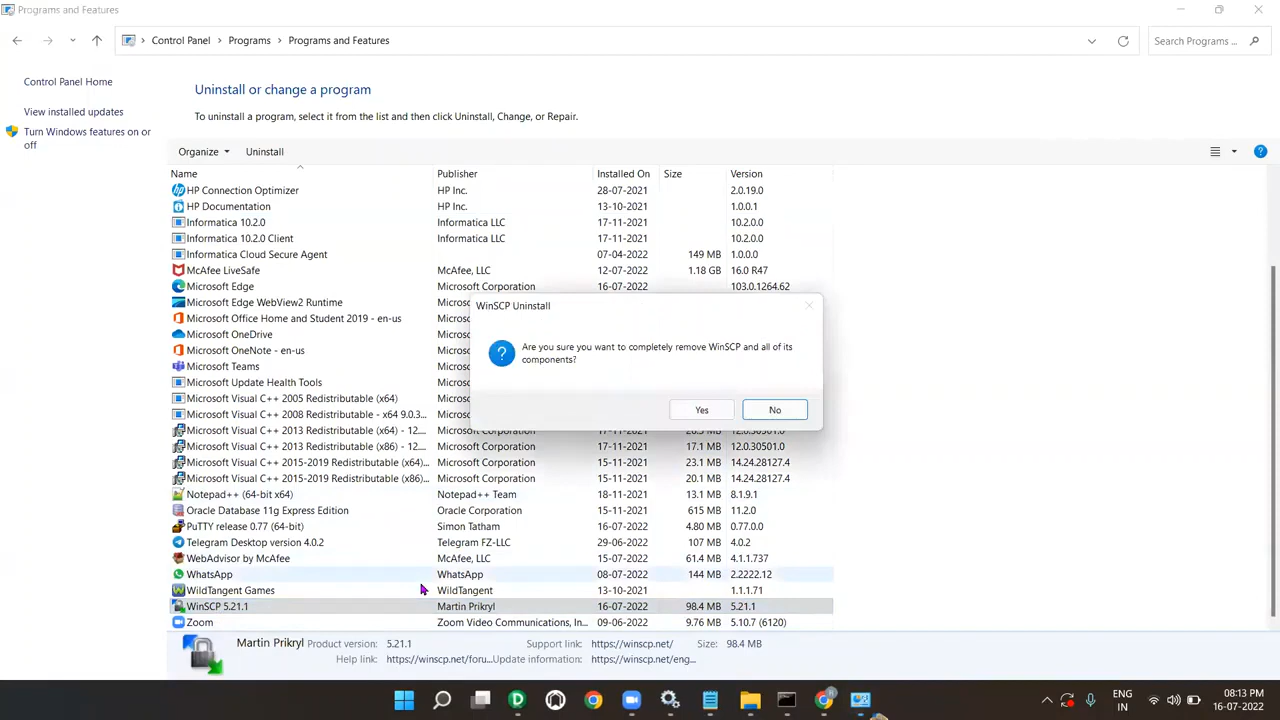 Programs and Features
Control Panel > Programs > Programs and Features
Search Programs ...
Control Panel Home
View installed updates
Turn Windows features on or
off
Uninstall or change a program
To uninstall a program, select it from the list and then click Uninstall, Change, or Repair.
Organize Uninstall
Name Publisher Installed On Size Version
HP Connection Optimizer HP Inc. 28-07-2021 2.0.19.0
HP Documentation HP Inc. 13-10-2021 1.0.0.1
Informatica 10.2.0 Informatica LLC 17-11-2021 10.2.0.0
Informatica 10.2.0 Client Informatica LLC 17-11-2021 10.2.0.0
Informatica Cloud Secure Agent 07-04-2022 149 MB 1.0.0.0
McAfee LiveSafe McAfee, LLC 12-07-2022 1.18 GB 16.0 R47
Microsoft Edge Microsoft Corporation 16-07-2022 103.0.1264.62
Microsoft Edge WebView2 Runtime
Microsoft Office Home and Student 2019 - en-us
Microsoft OneDrive
Microsoft OneNote - en-us
Microsoft Teams
Microsoft Update Health Tools
Microsoft Visual C++ 2005 Redistributable (x64)
Microsoft Visual C++ 2008 Redistributable - x64 9.0.3...
WinSCP Uninstall
Are you sure you want to completely remove WinSCP and all of its
components?
Yes No
Microsoft Visual C++ 2013 Redistributable (x64) - 12.... Microsoft Corporation 17-11-2021 12.0.30501.0
Microsoft Visual C++ 2013 Redistributable (x86) - 12.... Microsoft Corporation 17-11-2021 17.1 MB 12.0.30501.0
Microsoft Visual C++ 2015-2019 Redistributable (x64)... Microsoft Corporation 15-11-2021 23.1 MB 14.24.28127.4
Microsoft Visual C++ 2015-2019 Redistributable (x86)... Microsoft Corporation 15-11-2021 20.1 MB 14.24.28127.4
Notepad++ (64-bit x64) Notepad++ Team 18-11-2021 13.1 MB 8.1.9.1
Oracle Database 11g Express Edition Oracle Corporation 15-11-2021 615 MB 11.2.0
PuTTY release 0.77 (64-bit) Simon Tatham 16-07-2022 4.80 MB 0.77.0.0
Telegram Desktop version 4.0.2 Telegram FZ-LLC 29-06-2022 107 MB 4.0.2
WebAdvisor by McAfee McAfee, LLC 15-07-2022 61.4 MB 4.1.1.737
WhatsApp WhatsApp 08-07-2022 144 MB 2.2222.12
WildTangent Games WildTangent 13-10-2021 1.1.1.71
WinSCP 5.21.1 Martin Prikryl 16-07-2022 98.4 MB 5.21.1
Zoom Zoom Video Communications, In... 09-06-2022 9.76 MB 5.10.7 (6120)
Martin Prikryl Product version: 5.21.1 Support link: https://winscp.net/ Size: 98.4 MB
Help link: https://winscp.net/foru... Update information: https://winscp.net/eng...
ENG
IN
08:13 PM
16-07-2022